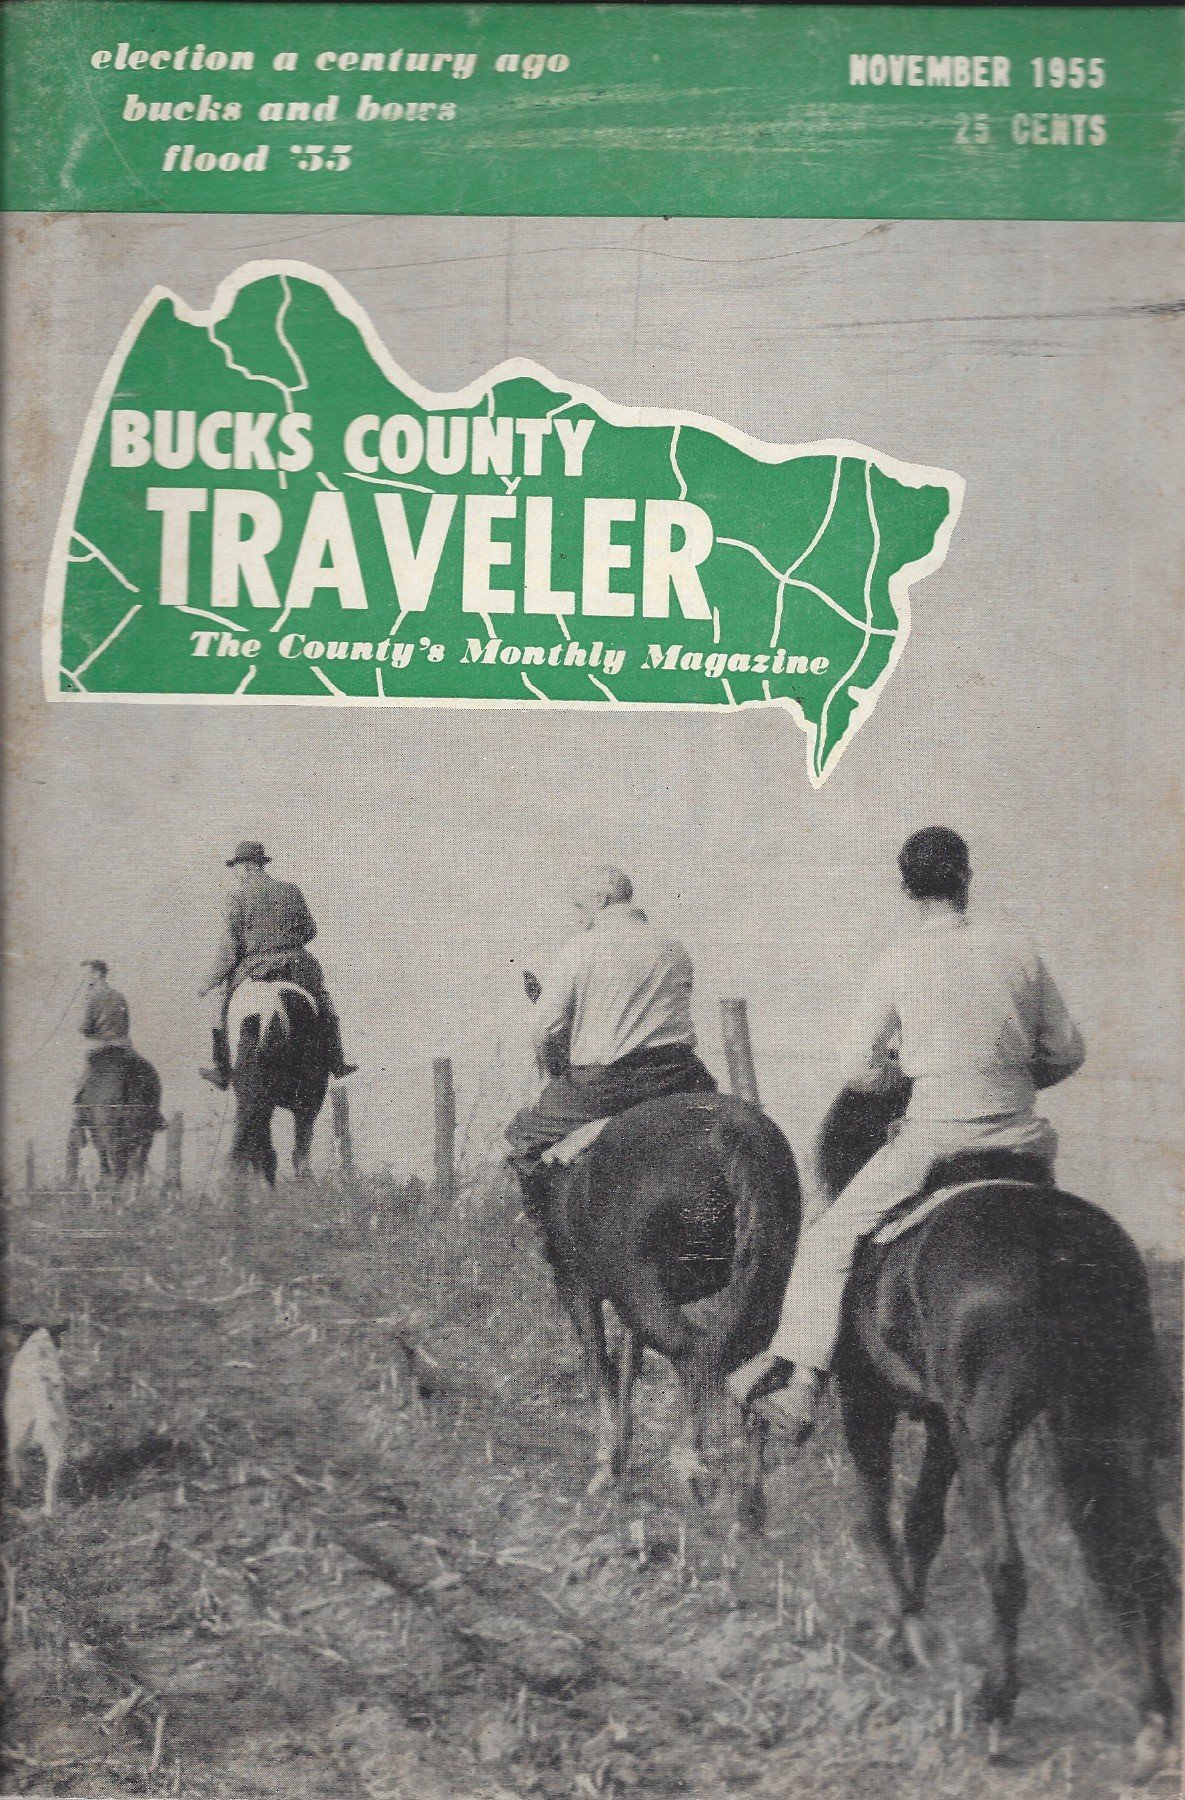 election a century ago
bucks and bows
flood '55
NOVEMBER 1955
25 CENTS
BUCKS COUNTY
TRAVELER
The County's Monthly Magazine